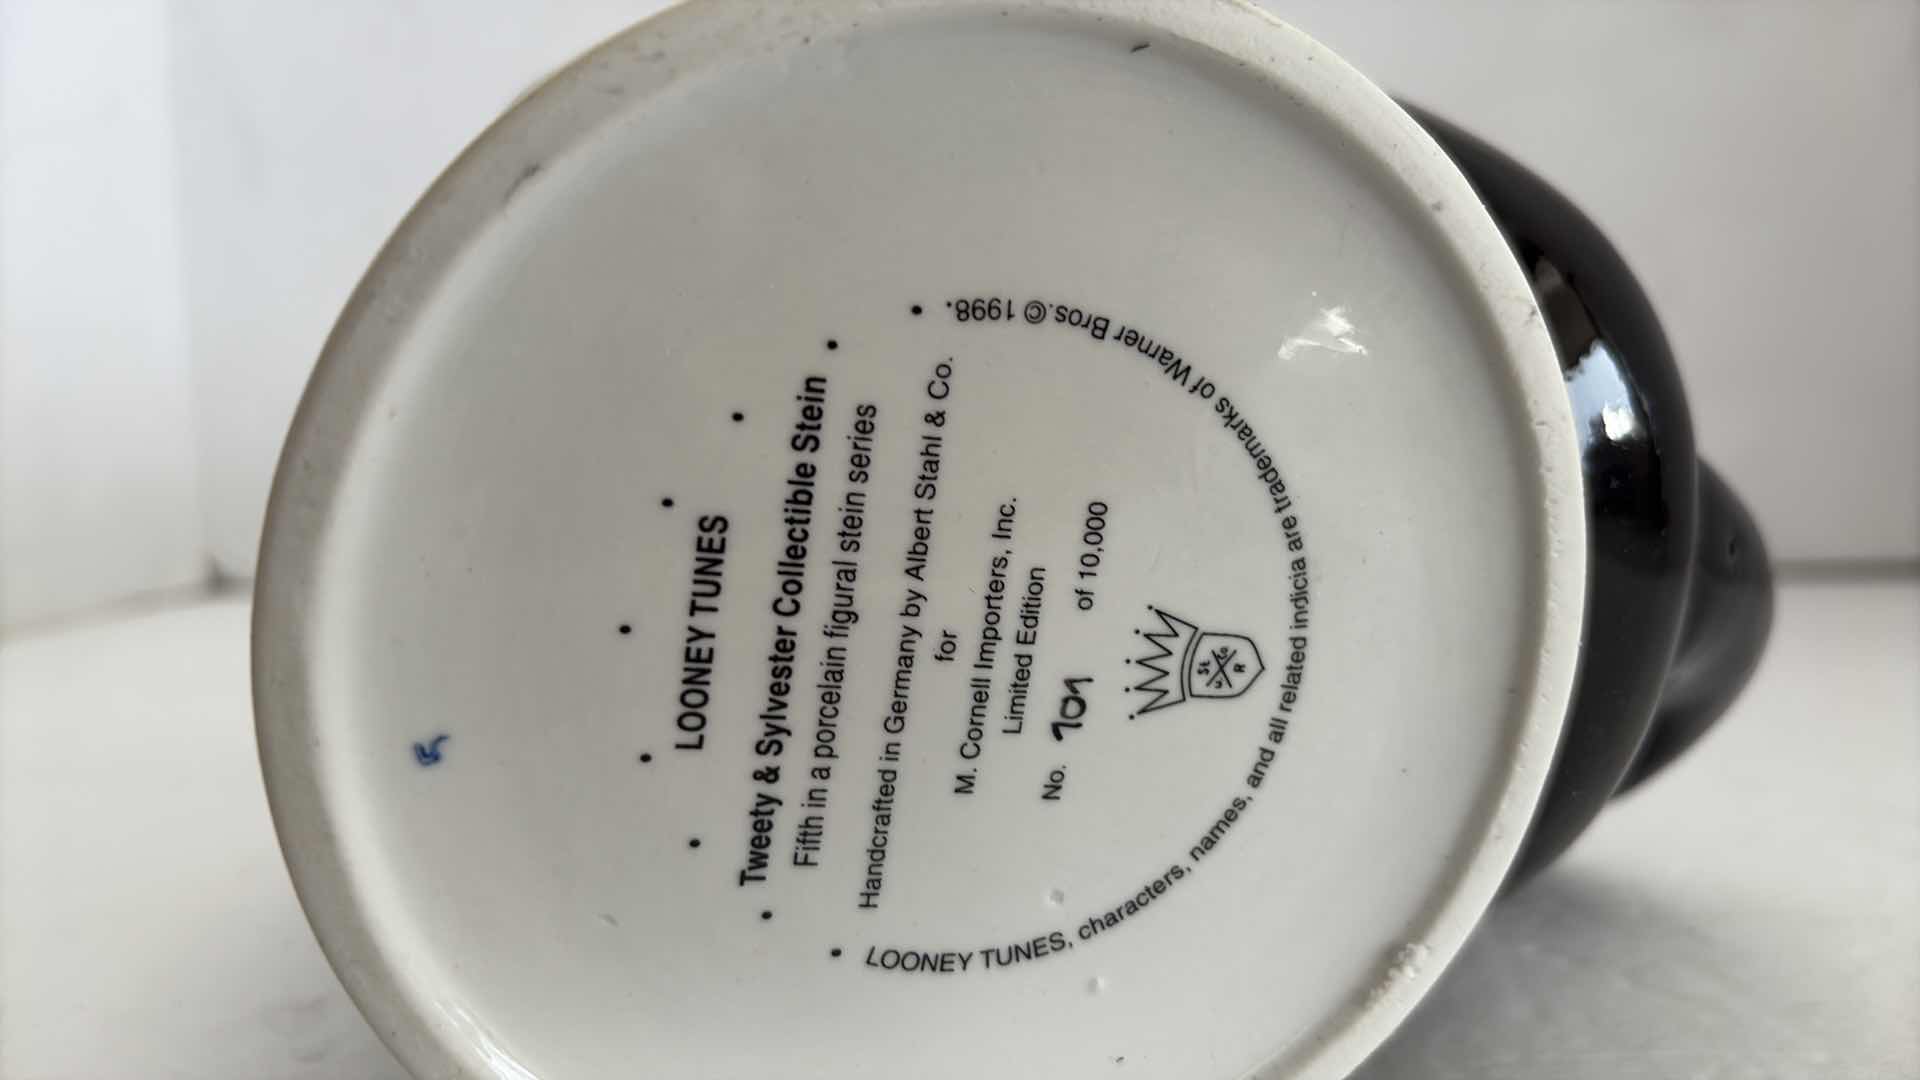 LOONEY TUNES
Tweety & Sylvester Collectible Stein
Fifth in a porcelain figural stein series
Handcrafted in Germany by Albert Stahl & Co.
for
M. Cornell Importers, Inc.
Limited Edition
No. 709 of 10,000
LOONEY TUNES, characters, names, and all related indicia are trademarks of Warner Bros.© 1998.